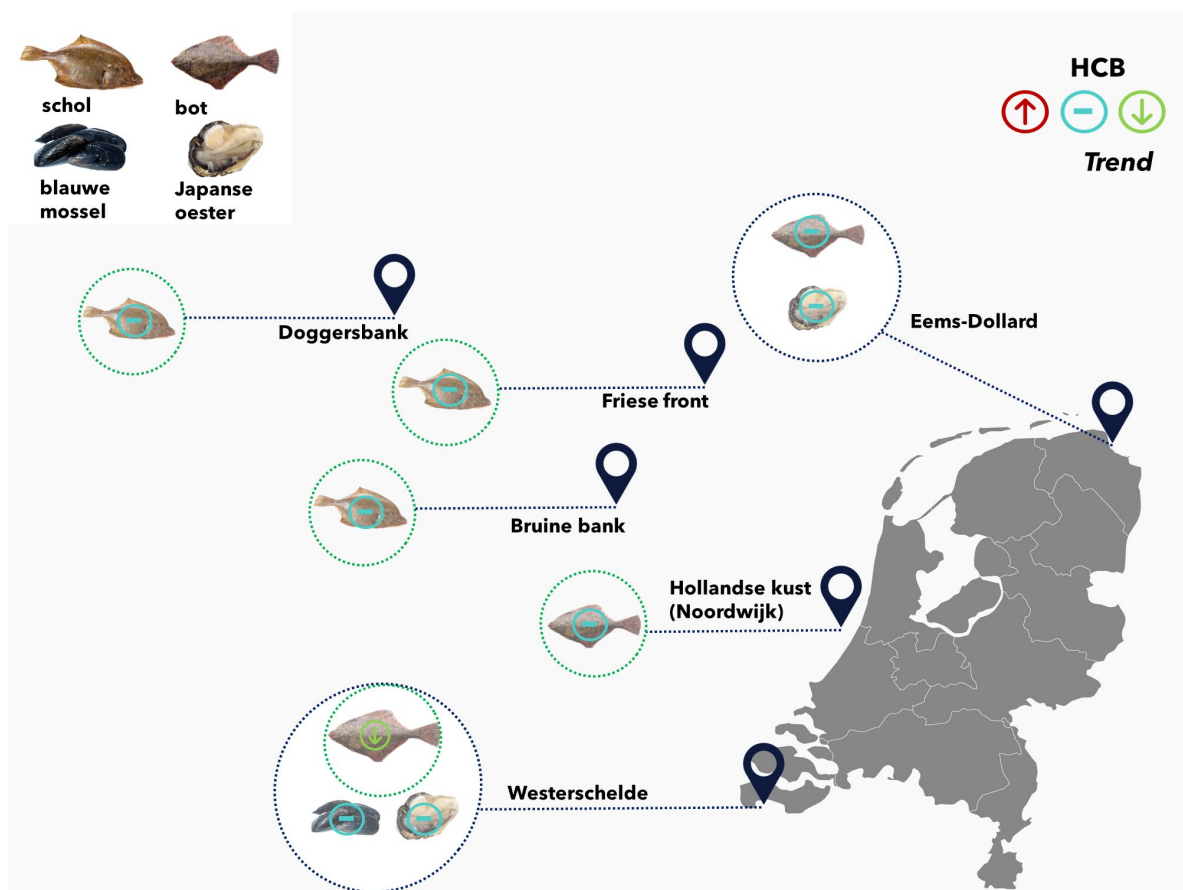 schol
bot
blauwe
mossel
Japanse
oester
HCB
Trend
Doggersbank
Friese front
Eems-Dollard
Bruine bank
Hollandse kust
(Noordwijk)
Westerschelde